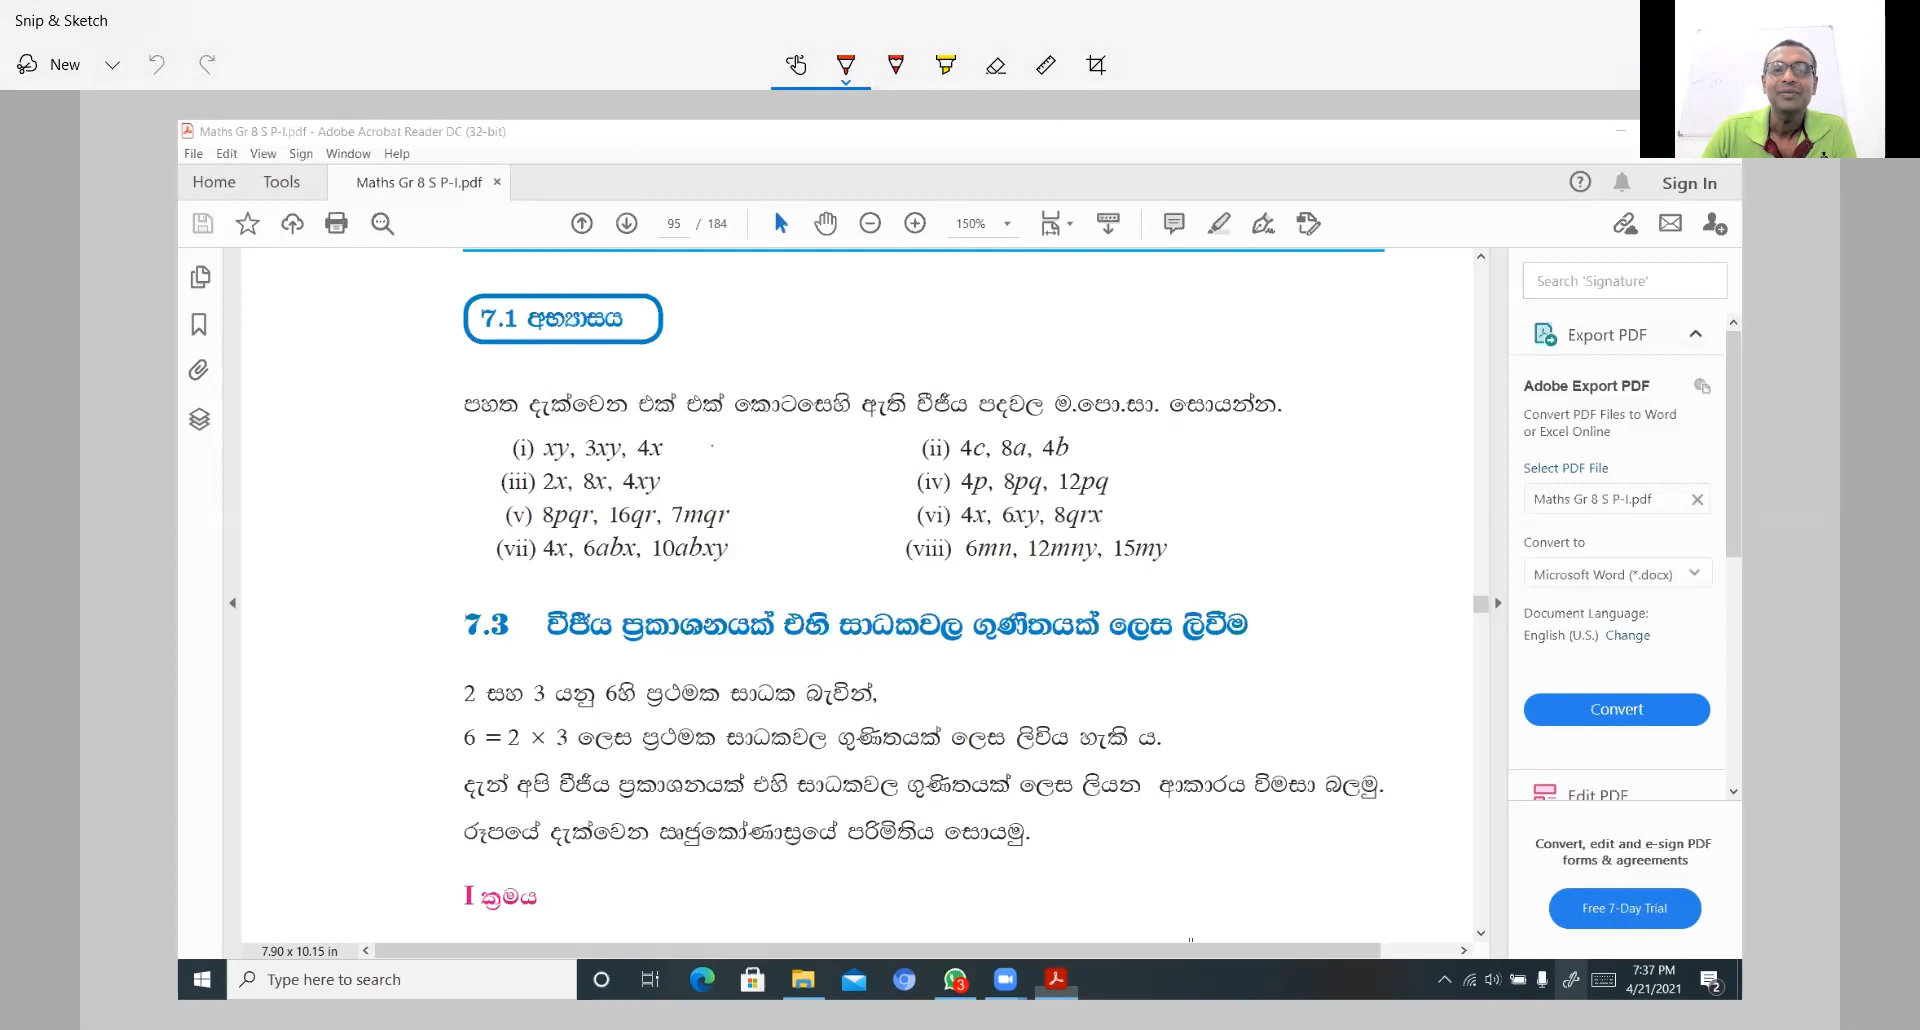 Snip & Sketch
New
Maths Gr 8 S P-I.pdf - Adobe Acrobat Reader DC (32-bit)
File Edit View Sign Window Help
Home Tools Maths Gr 8 S P-I.pdf × Sign In
95 / 184 150%
7.1 අභ්‍යාසය
පහත දැක්වෙන එක් එක් කොටසෙහි ඇති වීජීය පදවල ම.පො.සා. සොයන්න.
(i) xy, 3xy, 4x (ii) 4c, 8a, 4b
(iii) 2x, 8x, 4xy (iv) 4p, 8pq, 12pq
(v) 8pqr, 16qr, 7mqr (vi) 4x, 6xy, 8qrx
(vii) 4x, 6abx, 10abxy (viii) 6mn, 12mny, 15my
7.3 වීජීය ප්‍රකාශනයක් එහි සාධකවල ගුණිතයක් ලෙස ලිවීම
2 සහ 3 යනු 6හි ප්‍රථමක සාධක බැවින්,
6 = 2 × 3 ලෙස ප්‍රථමක සාධකවල ගුණිතයක් ලෙස ලිවිය හැකි ය.
දැන් අපි වීජීය ප්‍රකාශනයක් එහි සාධකවල ගුණිතයක් ලෙස ලියන ආකාරය විමසා බලමු.
රූපයේ දැක්වෙන සෘජුකෝණාස්‍රයේ පරිමිතිය සොයමු.
I ක්‍රමය
7.90 x 10.15 in
Search 'Signature'
Export PDF
Adobe Export PDF
Convert PDF Files to Word
or Excel Online
Select PDF File
Maths Gr 8 S P-I.pdf
Convert to
Microsoft Word (*.docx)
Document Language:
English (U.S.) Change
Convert
Edit PDF
Convert, edit and e-sign PDF
forms & agreements
Free 7-Day Trial
Type here to search
3
7:37 PM
4/21/2021
2